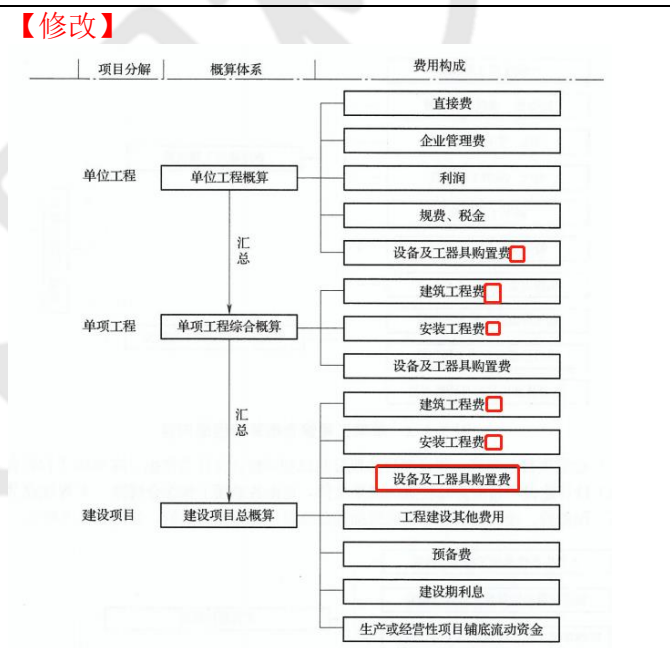 【修改】
项目分解 概算体系 费用构成
直接费
企业管理费
单位工程 单位工程概算 利润
规费、税金
汇总
设备及工器具购置费
建筑工程费
单项工程 单项工程综合概算 安装工程费
设备及工器具购置费
建筑工程费
汇总
安装工程费
设备及工器具购置费
建设项目 建设项目总概算 工程建设其他费用
预备费
建设期利息
生产或经营性项目铺底流动资金